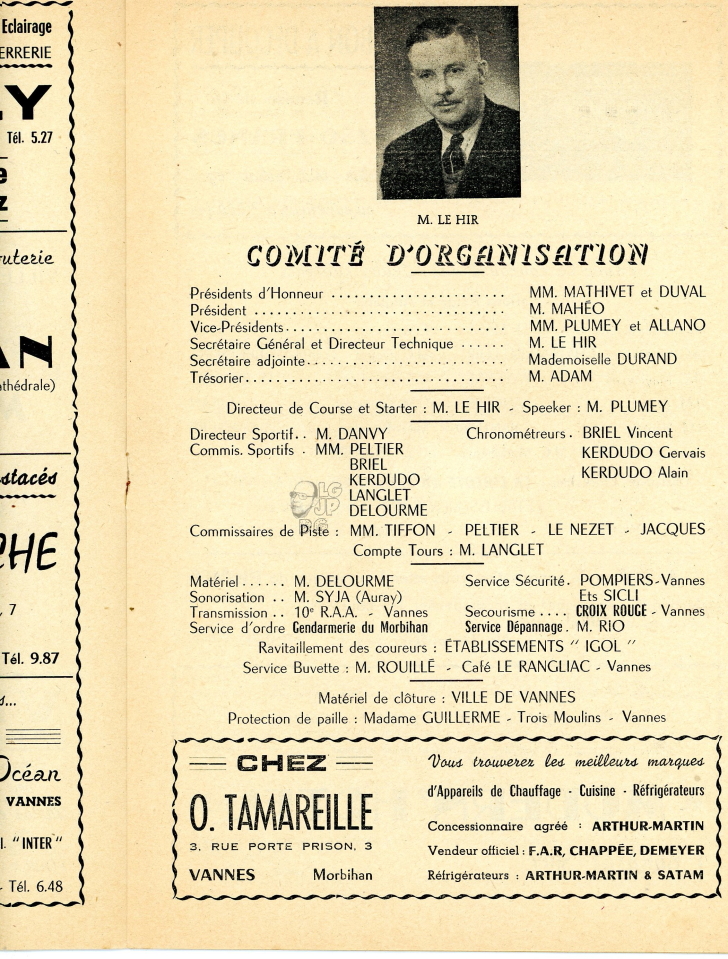 Eclairage
ERRERIE
Y
Tél. 5.27
e
z
uterie
AN
athédrale)
stacés
CHE
, 7
Tél. 9.87
s...
Océan
VANNES
l. "INTER"
- Tél. 6.48
M. LE HIR
COMITÉ D'ORGANISATION
Présidents d'Honneur ........................ MM. MATHIVET et DUVAL
Président .................................... M. MAHÉO
Vice-Présidents................................ MM. PLUMEY et ALLANO
Secrétaire Général et Directeur Technique ...... M. LE HIR
Secrétaire adjointe............................ Mademoiselle DURAND
Trésorier...................................... M. ADAM
Directeur de Course et Starter : M. LE HIR - Speeker : M. PLUMEY
Directeur Sportif.. M. DANVY
Commis. Sportifs . MM. PELTIER
BRIEL
KERDUDO
LANGLET
DELOURME
Chronométreurs . BRIEL Vincent
KERDUDO Gervais
KERDUDO Alain
LG
JP
RG
Commissaires de Piste : MM. TIFFON - PELTIER - LE NEZET - JACQUES
Compte Tours : M. LANGLET
Matériel ...... M. DELOURME
Sonorisation .. M. SYJA (Auray)
Transmission .. 10e R.A.A. - Vannes
Service d'ordre Gendarmerie du Morbihan
Service Sécurité. POMPIERS-Vannes
Ets SICLI
Secourisme .... CROIX ROUGE - Vannes
Service Dépannage. M. RIO
Ravitaillement des coureurs : ÉTABLISSEMENTS " IGOL "
Service Buvette : M. ROUILLÉ - Café LE RANGLIAC - Vannes
Matériel de clôture : VILLE DE VANNES
Protection de paille : Madame GUILLERME - Trois Moulins - Vannes
CHEZ
O. TAMAREILLE
3, RUE PORTE PRISON, 3
VANNES Morbihan
Vous trouverez les meilleurs marques
d'Appareils de Chauffage - Cuisine - Réfrigérateurs
Concessionnaire agréé : ARTHUR-MARTIN
Vendeur officiel : F.A.R, CHAPPÉE, DEMEYER
Réfrigérateurs : ARTHUR-MARTIN & SATAM